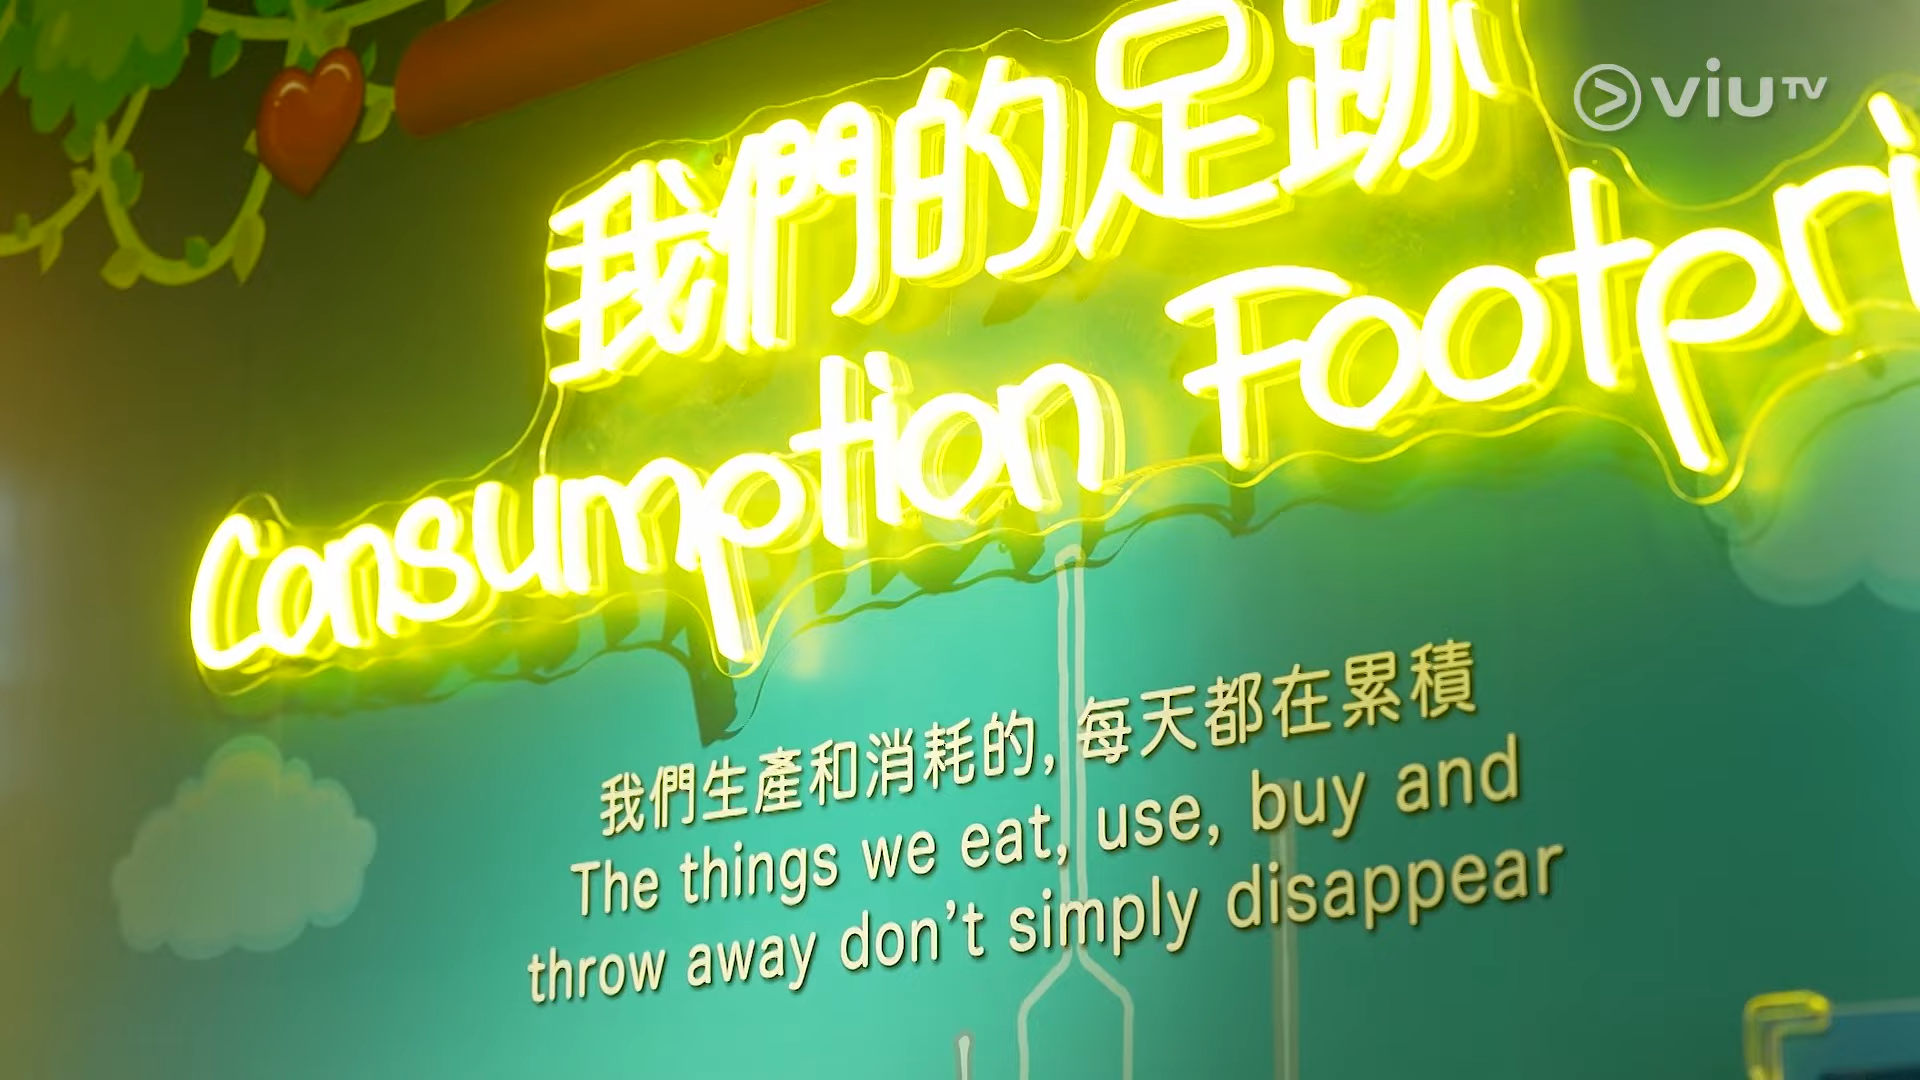 viuTV
我們的足跡
Consumption Footpri
我們生產和消耗的, 每天都在累積
The things we eat, use, buy and
throw away don't simply disappear